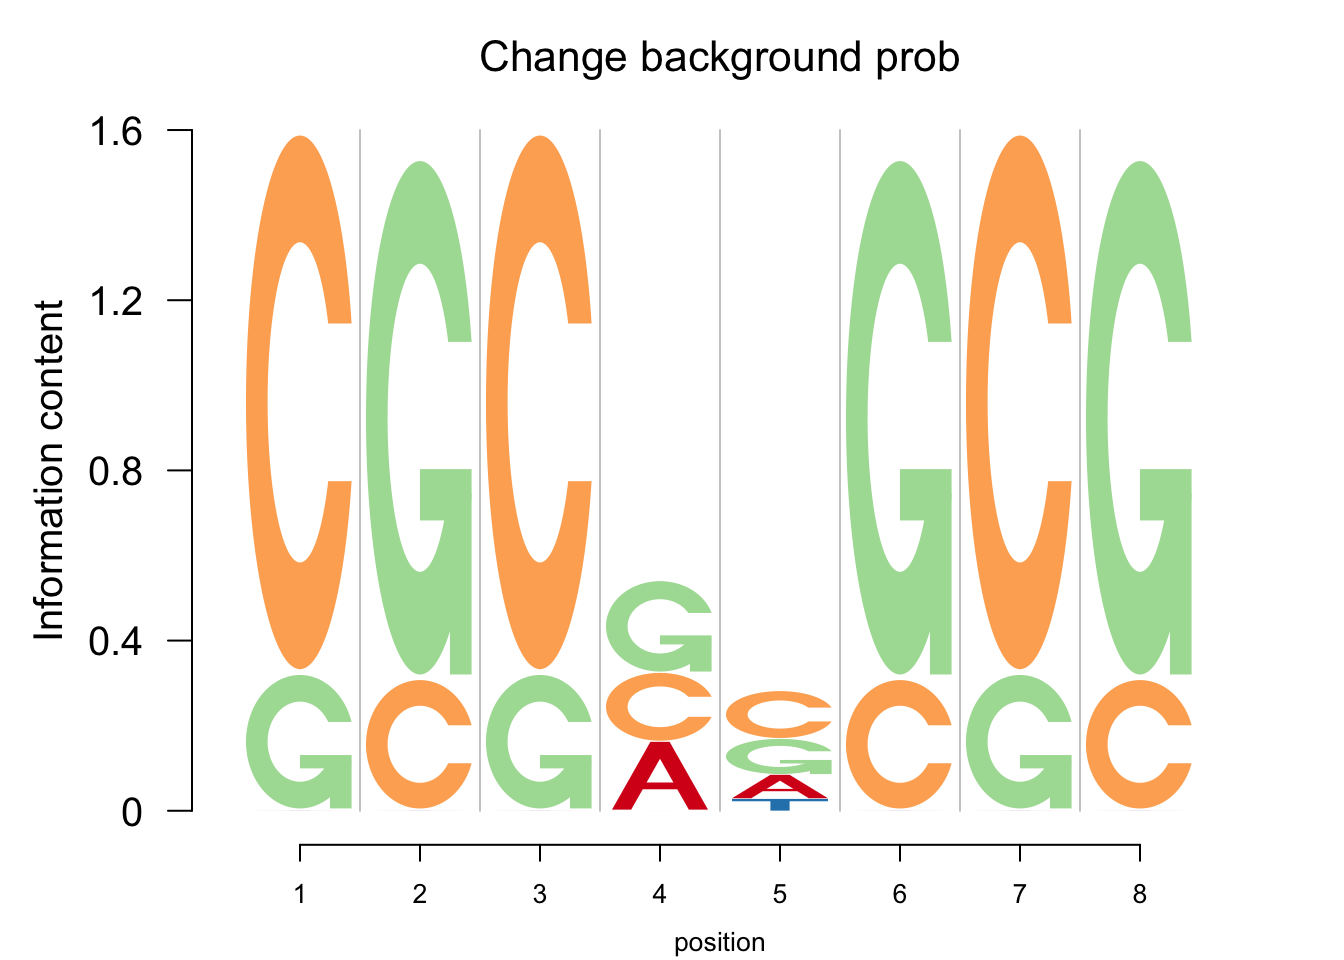 Change background prob
Information content
1.6
1.2
0.8
0.4
0
C G C G C G
G C G G C A C G A T C G C
1 2 3 4 5 6 7 8
position